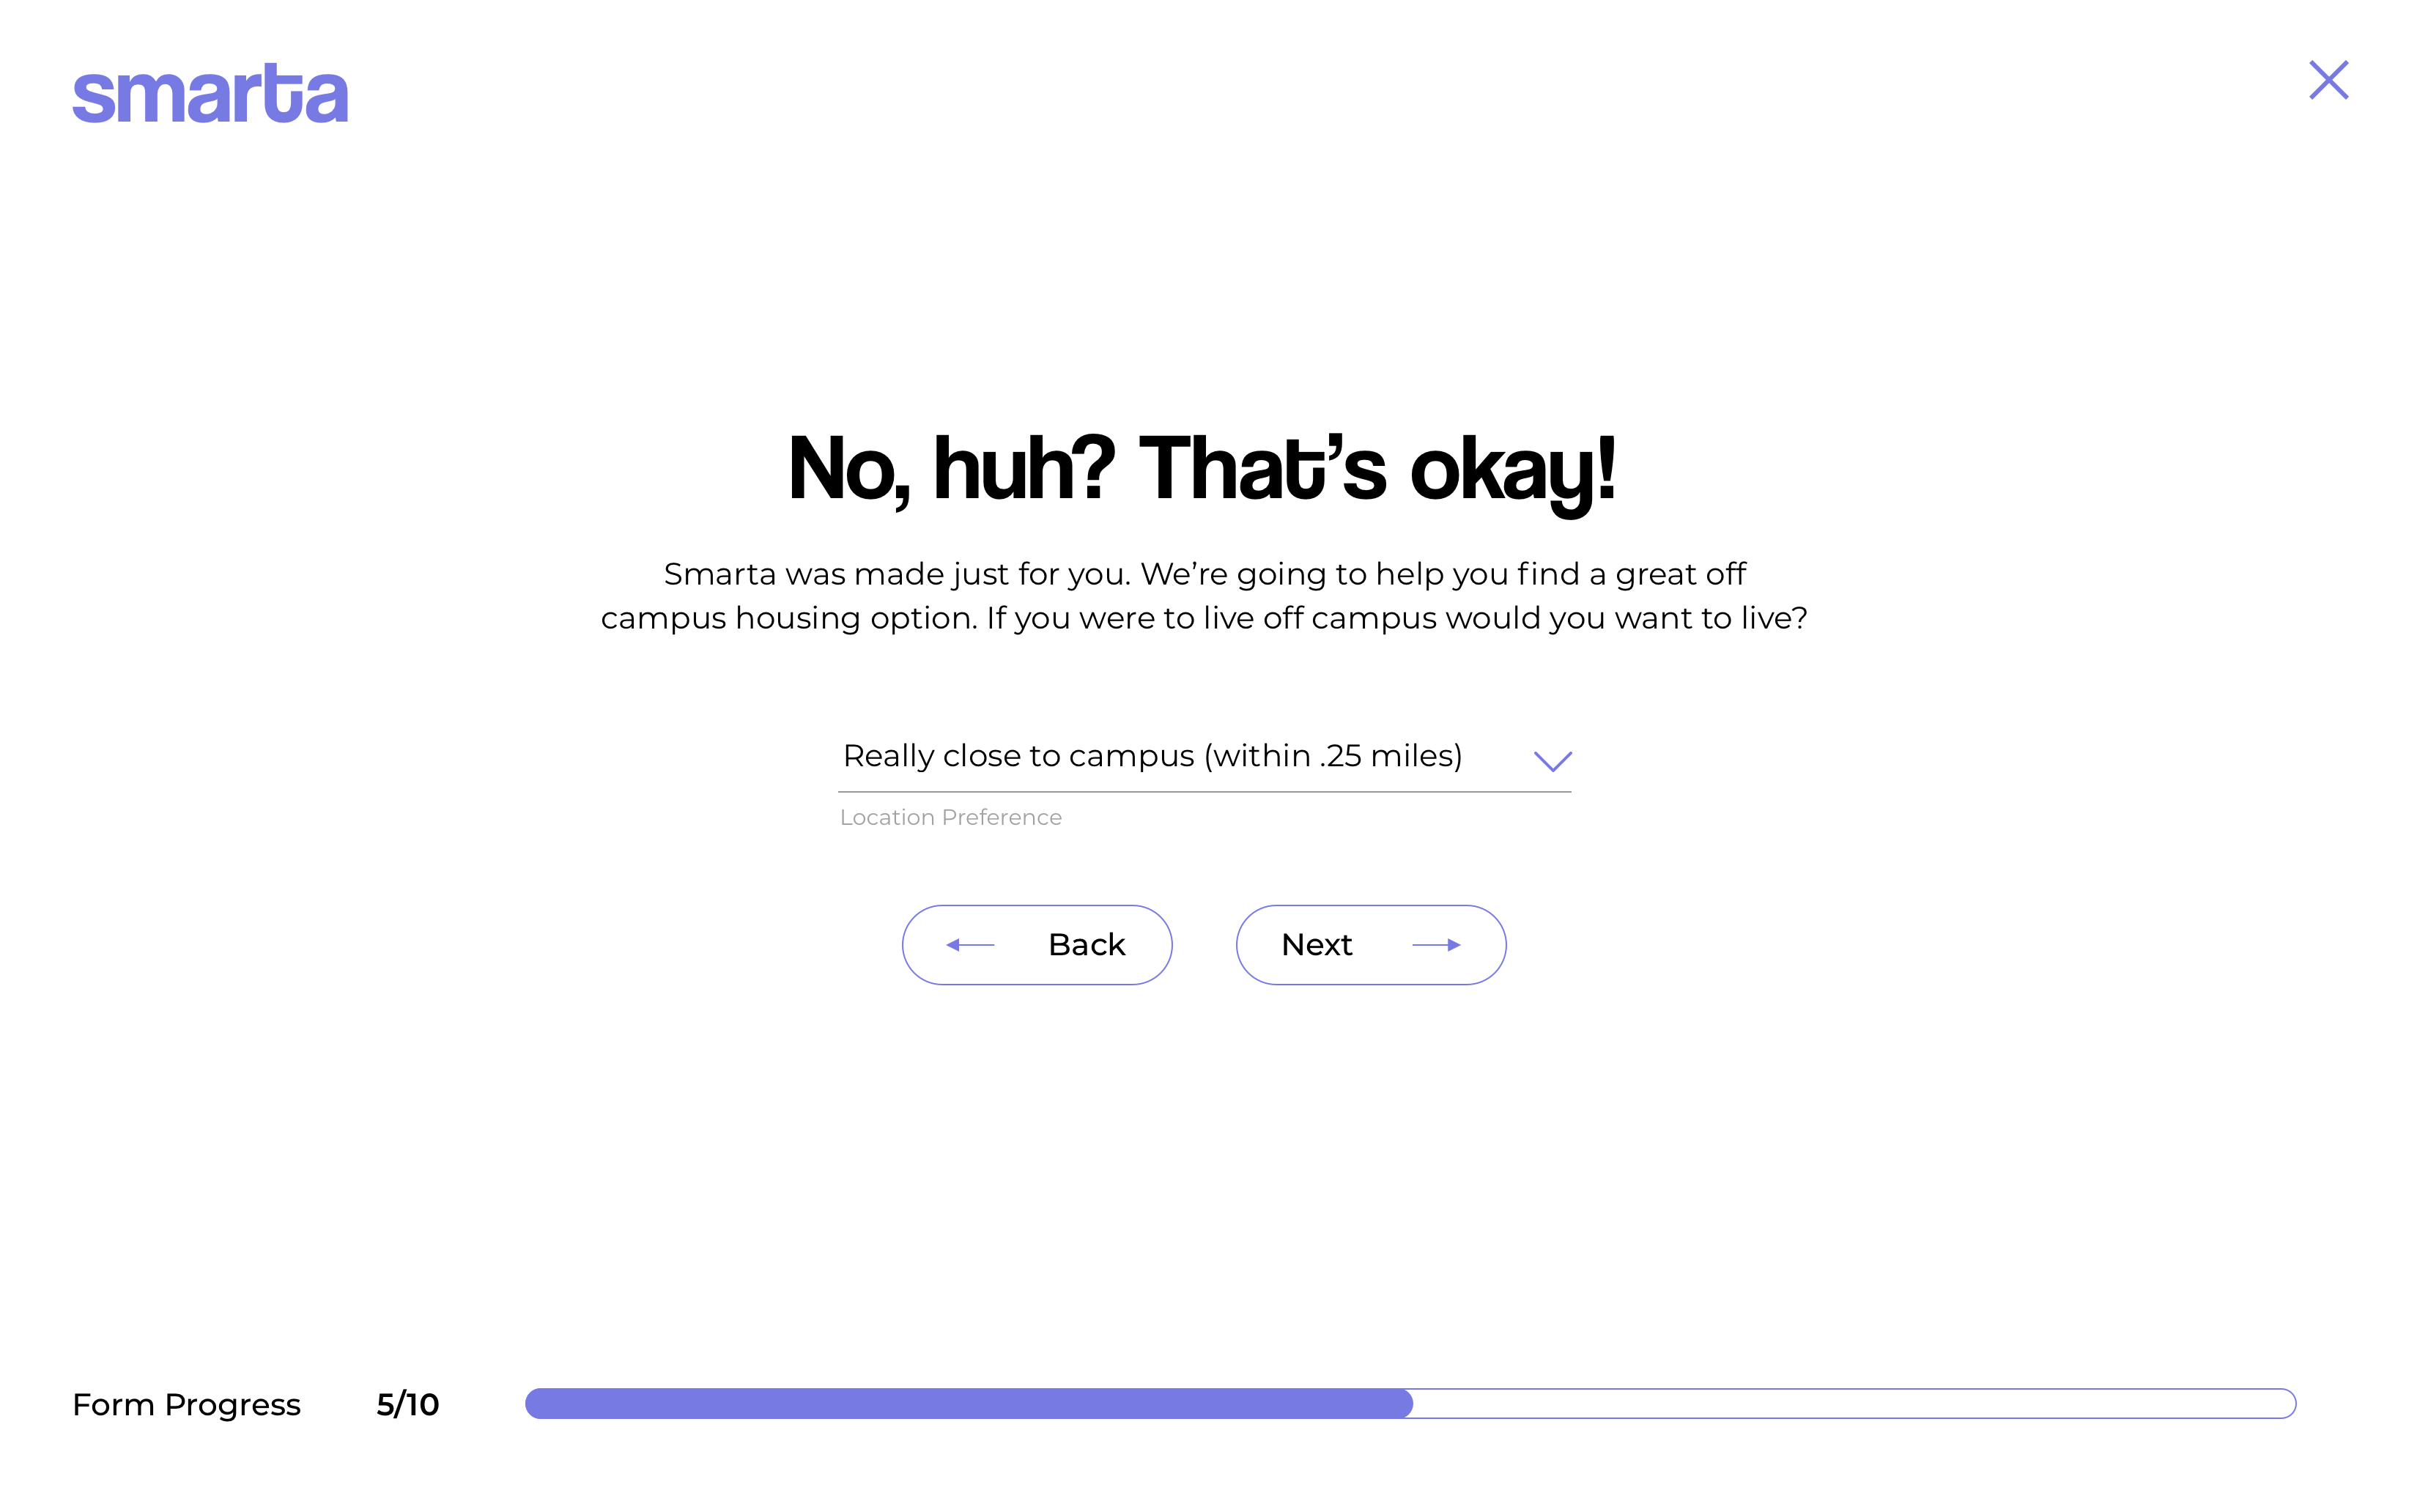 smarta
No, huh? That’s okay!
Smarta was made just for you. We’re going to help you find a great off
campus housing option. If you were to live off campus would you want to live?
Really close to campus (within .25 miles)
Location Preference
Back
Next
Form Progress 5/10